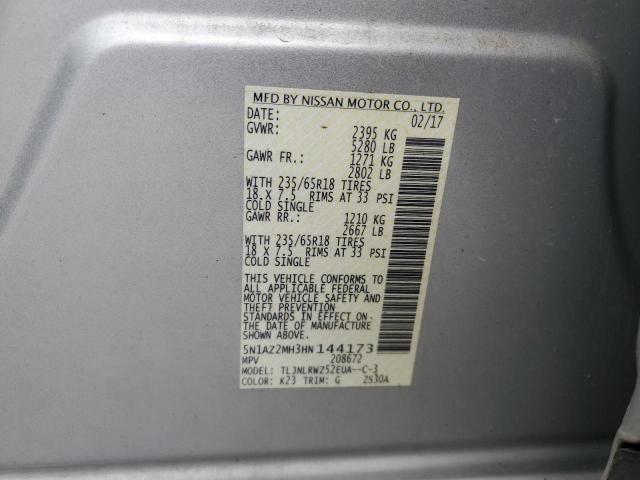 MFD BY NISSAN MOTOR CO., LTD.
DATE: 02/17
GVWR: 2395 KG
5280 LB
GAWR FR.: 1271 KG
2802 LB
WITH 235/65R18 TIRES
18 X 7.5 RIMS AT 33 PSI
COLD SINGLE
GAWR RR.: 1210 KG
2667 LB
WITH 235/65R18 TIRES
18 X 7.5 RIMS AT 33 PSI
COLD SINGLE
THIS VEHICLE CONFORMS TO
ALL APPLICABLE FEDERAL
MOTOR VEHICLE SAFETY AND
THEFT PREVENTION
STANDARDS IN EFFECT ON
THE DATE OF MANUFACTURE
SHOWN ABOVE.
5N1AZ2MH3HN144173
MPV 208672
MODEL: TLJNLRWZ52EUA--C-3
COLOR: K23 TRIM: G 2S30A